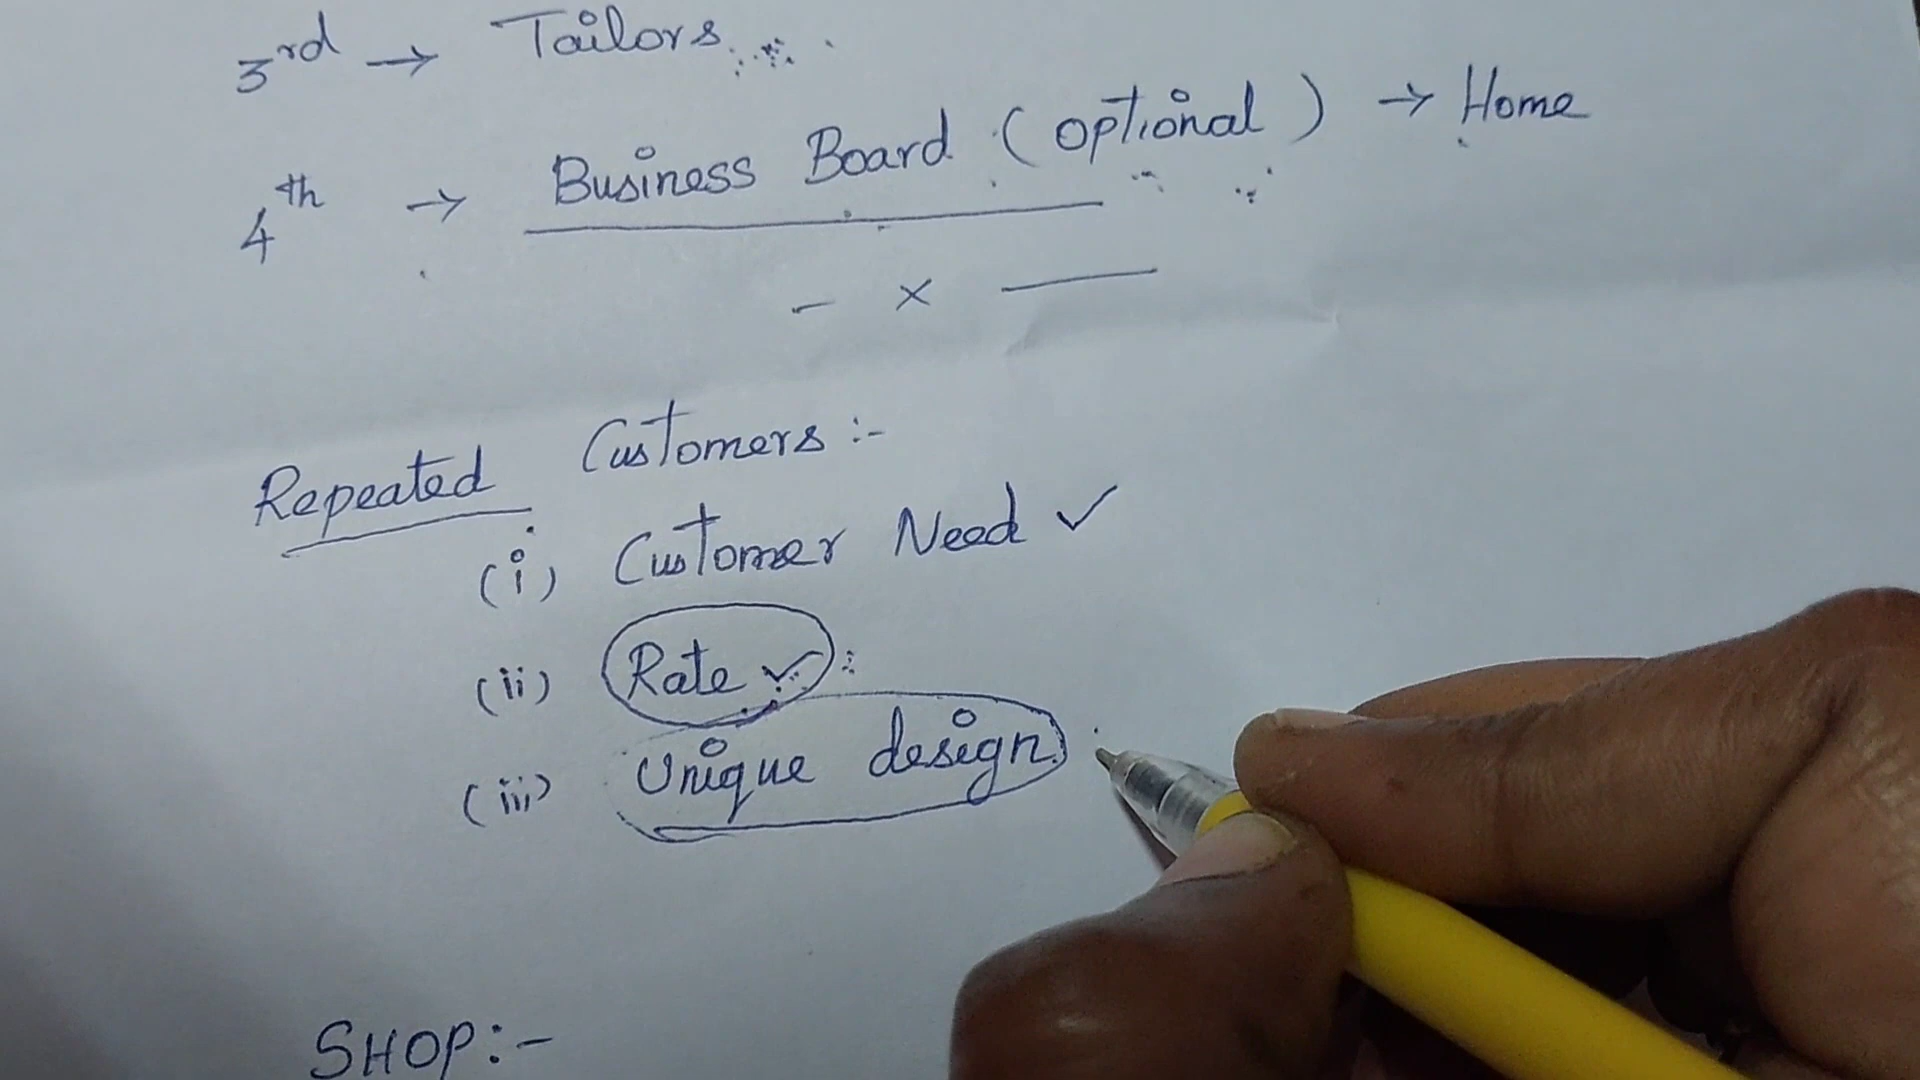 3rd → Tailors
4th → Business Board (optional) → Home
— x —
Repeated Customers :-
(i) Customer Need ✓
(ii) Rate ✓
(iii) Unique design
SHOP:-